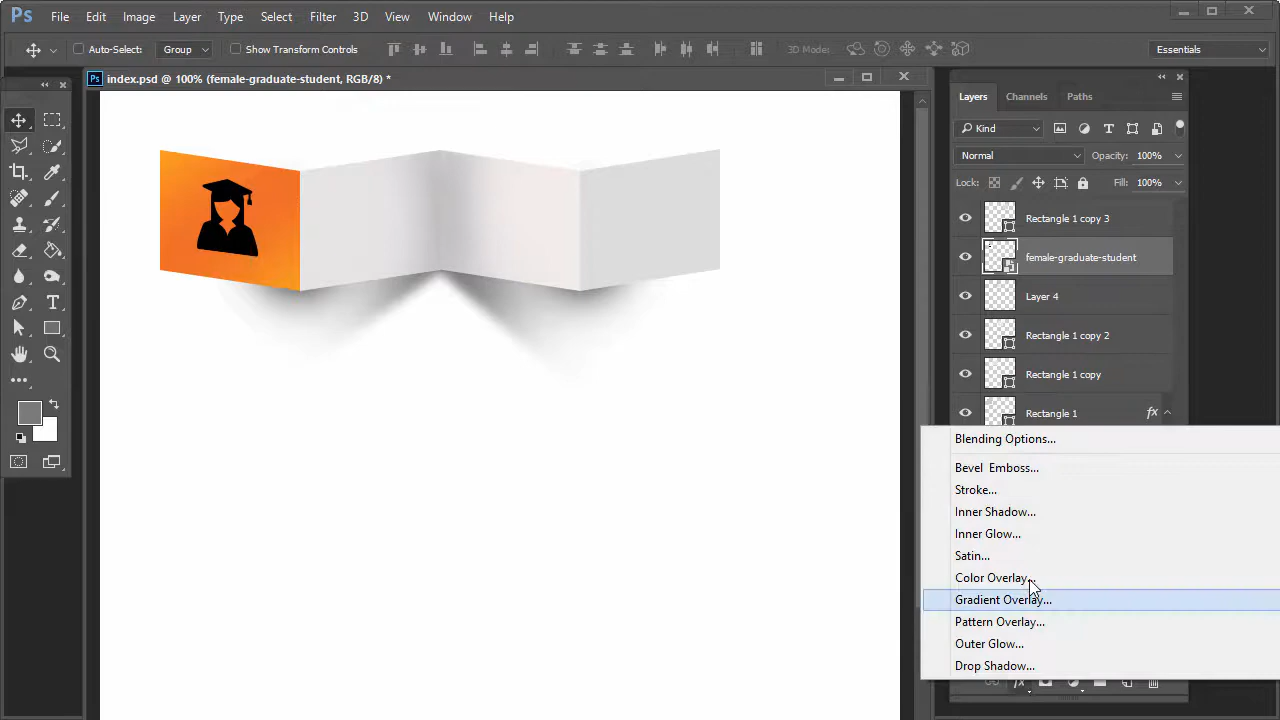 Ps File Edit Image Layer Type Select Filter 3D View Window Help
Auto-Select: Group Show Transform Controls 3D Mode: Essentials
Ps index.psd @ 100% (female-graduate-student, RGB/8) *
Layers Channels Paths
Kind
Normal Opacity: 100%
Lock: Fill: 100%
Rectangle 1 copy 3
female-graduate-student
Layer 4
Rectangle 1 copy 2
Rectangle 1 copy
Rectangle 1 fx
Blending Options...
Bevel Emboss...
Stroke...
Inner Shadow...
Inner Glow...
Satin...
Color Overlay...
Gradient Overlay...
Pattern Overlay...
Outer Glow...
Drop Shadow...
fx